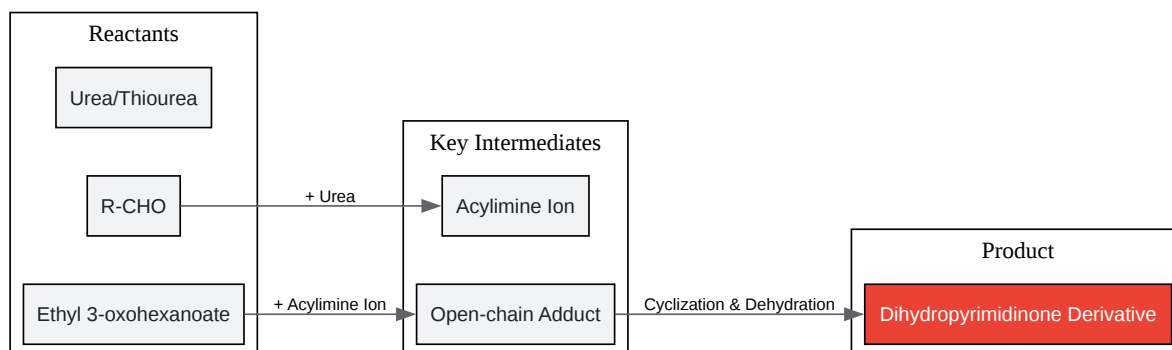 Reactants
Urea/Thiourea
R-CHO
Ethyl 3-oxohexanoate
+ Urea
+ Acylimine Ion
Key Intermediates
Acylimine Ion
Open-chain Adduct
Cyclization & Dehydration
Product
Dihydropyrimidinone Derivative